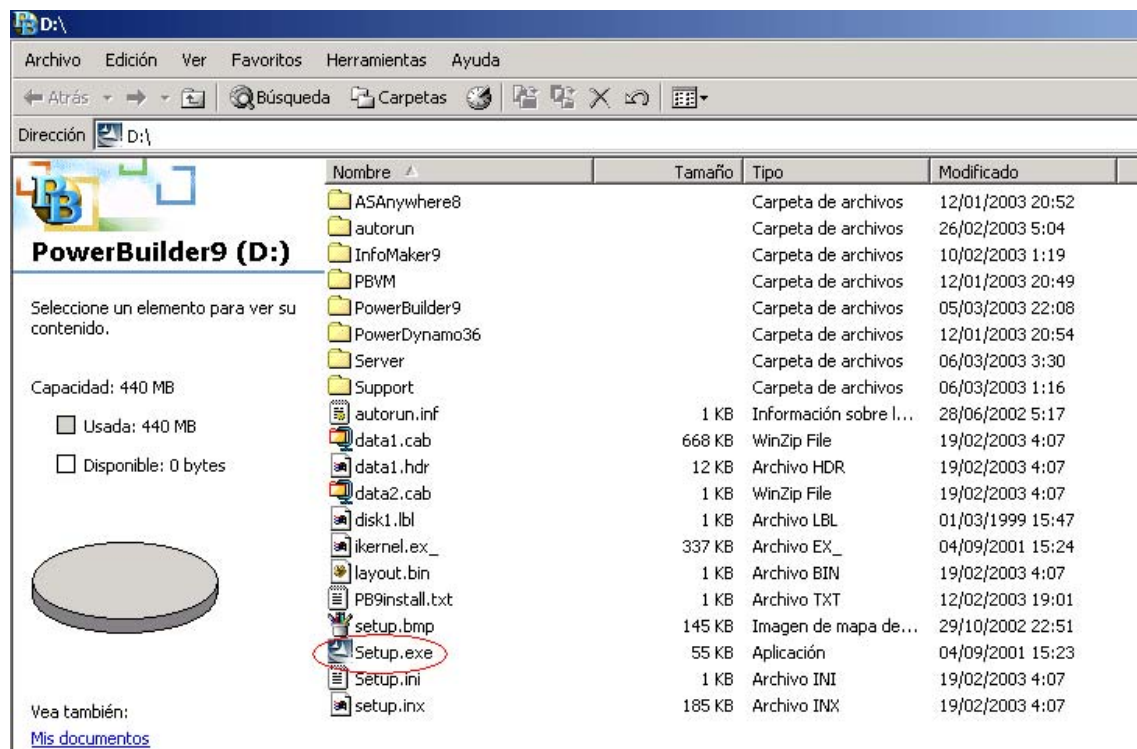 D:\
Archivo Edición Ver Favoritos Herramientas Ayuda
Atrás Búsqueda Carpetas
Dirección D:\
PB
PowerBuilder9 (D:)
Seleccione un elemento para ver su
contenido.
Capacidad: 440 MB
Usada: 440 MB
Disponible: 0 bytes
Vea también:
Mis documentos
Nombre Tamaño Tipo Modificado
ASAnywhere8 Carpeta de archivos 12/01/2003 20:52
autorun Carpeta de archivos 26/02/2003 5:04
InfoMaker9 Carpeta de archivos 10/02/2003 1:19
PBVM Carpeta de archivos 12/01/2003 20:49
PowerBuilder9 Carpeta de archivos 05/03/2003 22:08
PowerDynamo36 Carpeta de archivos 12/01/2003 20:54
Server Carpeta de archivos 06/03/2003 3:30
Support Carpeta de archivos 06/03/2003 1:16
autorun.inf 1 KB Información sobre l... 28/06/2002 5:17
data1.cab 668 KB WinZip File 19/02/2003 4:07
data1.hdr 12 KB Archivo HDR 19/02/2003 4:07
data2.cab 1 KB WinZip File 19/02/2003 4:07
disk1.lbl 1 KB Archivo LBL 01/03/1999 15:47
ikernel.ex_ 337 KB Archivo EX_ 04/09/2001 15:24
layout.bin 1 KB Archivo BIN 19/02/2003 4:07
PB9install.txt 1 KB Archivo TXT 12/02/2003 19:01
setup.bmp 145 KB Imagen de mapa de... 29/10/2002 22:51
Setup.exe 55 KB Aplicación 04/09/2001 15:23
Setup.ini 1 KB Archivo INI 19/02/2003 4:07
setup.inx 185 KB Archivo INX 19/02/2003 4:07